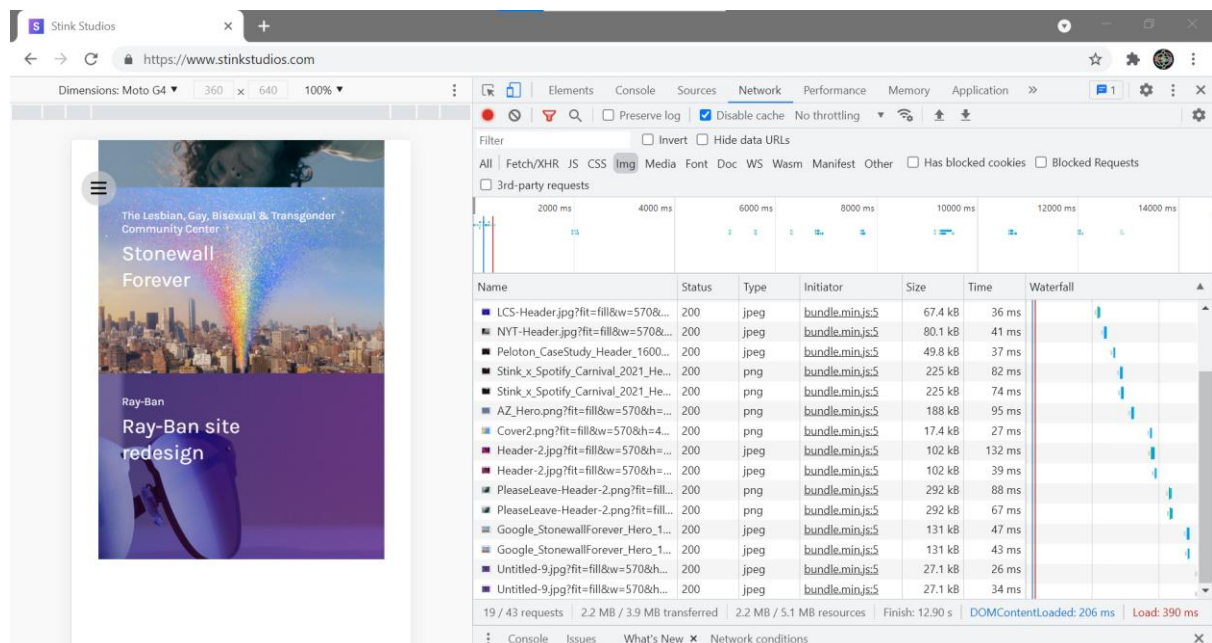 S Stink Studios × +
https://www.stinkstudios.com
Dimensions: Moto G4 ▼ 360 x 640 100% ▼
Elements Console Sources Network Performance Memory Application » 1
Preserve log Disable cache No throttling
Filter Invert Hide data URLs
All Fetch/XHR JS CSS Img Media Font Doc WS Wasm Manifest Other Has blocked cookies Blocked Requests
3rd-party requests
2000 ms 4000 ms 6000 ms 8000 ms 10000 ms 12000 ms 14000 ms
The Lesbian, Gay, Bisexual & Transgender
Community Center
Stonewall
Forever
Ray-Ban
Ray-Ban site
redesign
Name Status Type Initiator Size Time Waterfall
LCS-Header.jpg?fit=fill&w=570&... 200 jpeg bundle.min.js:5 67.4 kB 36 ms
NYT-Header.jpg?fit=fill&w=570&... 200 jpeg bundle.min.js:5 80.1 kB 41 ms
Peloton_CaseStudy_Header_1600... 200 jpeg bundle.min.js:5 49.8 kB 37 ms
Stink_x_Spotify_Carnival_2021_He... 200 png bundle.min.js:5 225 kB 82 ms
Stink_x_Spotify_Carnival_2021_He... 200 png bundle.min.js:5 225 kB 74 ms
AZ_Hero.png?fit=fill&w=570&h=... 200 png bundle.min.js:5 188 kB 95 ms
Cover2.png?fit=fill&w=570&h=4... 200 png bundle.min.js:5 17.4 kB 27 ms
Header-2.jpg?fit=fill&w=570&h=... 200 jpeg bundle.min.js:5 102 kB 132 ms
Header-2.jpg?fit=fill&w=570&h=... 200 jpeg bundle.min.js:5 102 kB 39 ms
PleaseLeave-Header-2.png?fit=fill... 200 png bundle.min.js:5 292 kB 88 ms
PleaseLeave-Header-2.png?fit=fill... 200 png bundle.min.js:5 292 kB 67 ms
Google_StonewallForever_Hero_1... 200 jpeg bundle.min.js:5 131 kB 47 ms
Google_StonewallForever_Hero_1... 200 jpeg bundle.min.js:5 131 kB 43 ms
Untitled-9.jpg?fit=fill&w=570&h... 200 jpeg bundle.min.js:5 27.1 kB 26 ms
Untitled-9.jpg?fit=fill&w=570&h... 200 jpeg bundle.min.js:5 27.1 kB 34 ms
19 / 43 requests 2.2 MB / 3.9 MB transferred 2.2 MB / 5.1 MB resources Finish: 12.90 s DOMContentLoaded: 206 ms Load: 390 ms
Console Issues What's New × Network conditions